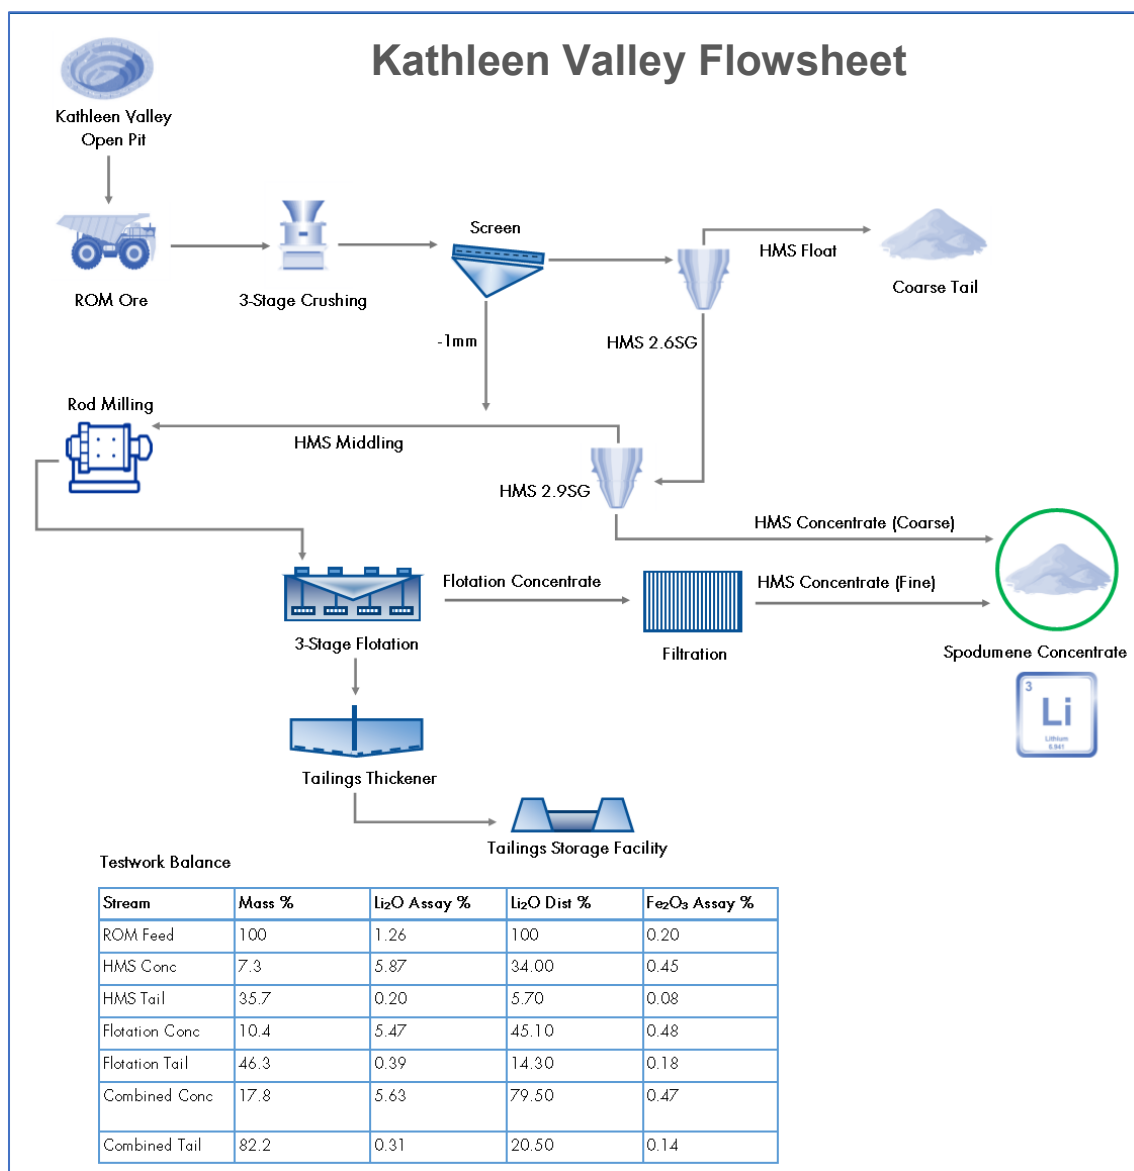 Kathleen Valley Flowsheet
Kathleen Valley
Open Pit
ROM Ore
3-Stage Crushing
Screen
HMS Float
Coarse Tail
-1mm
HMS 2.6SG
Rod Milling
HMS Middling
HMS 2.9SG
HMS Concentrate (Coarse)
Flotation Concentrate
HMS Concentrate (Fine)
3-Stage Flotation
Filtration
Spodumene Concentrate
3
Li
Lithium
6.941
Tailings Thickener
Tailings Storage Facility
Testwork Balance
Stream Mass % Li₂O Assay % Li₂O Dist % Fe₂O₃ Assay %
ROM Feed 100 1.26 100 0.20
HMS Conc 7.3 5.87 34.00 0.45
HMS Tail 35.7 0.20 5.70 0.08
Flotation Conc 10.4 5.47 45.10 0.48
Flotation Tail 46.3 0.39 14.30 0.18
Combined Conc 17.8 5.63 79.50 0.47
Combined Tail 82.2 0.31 20.50 0.14